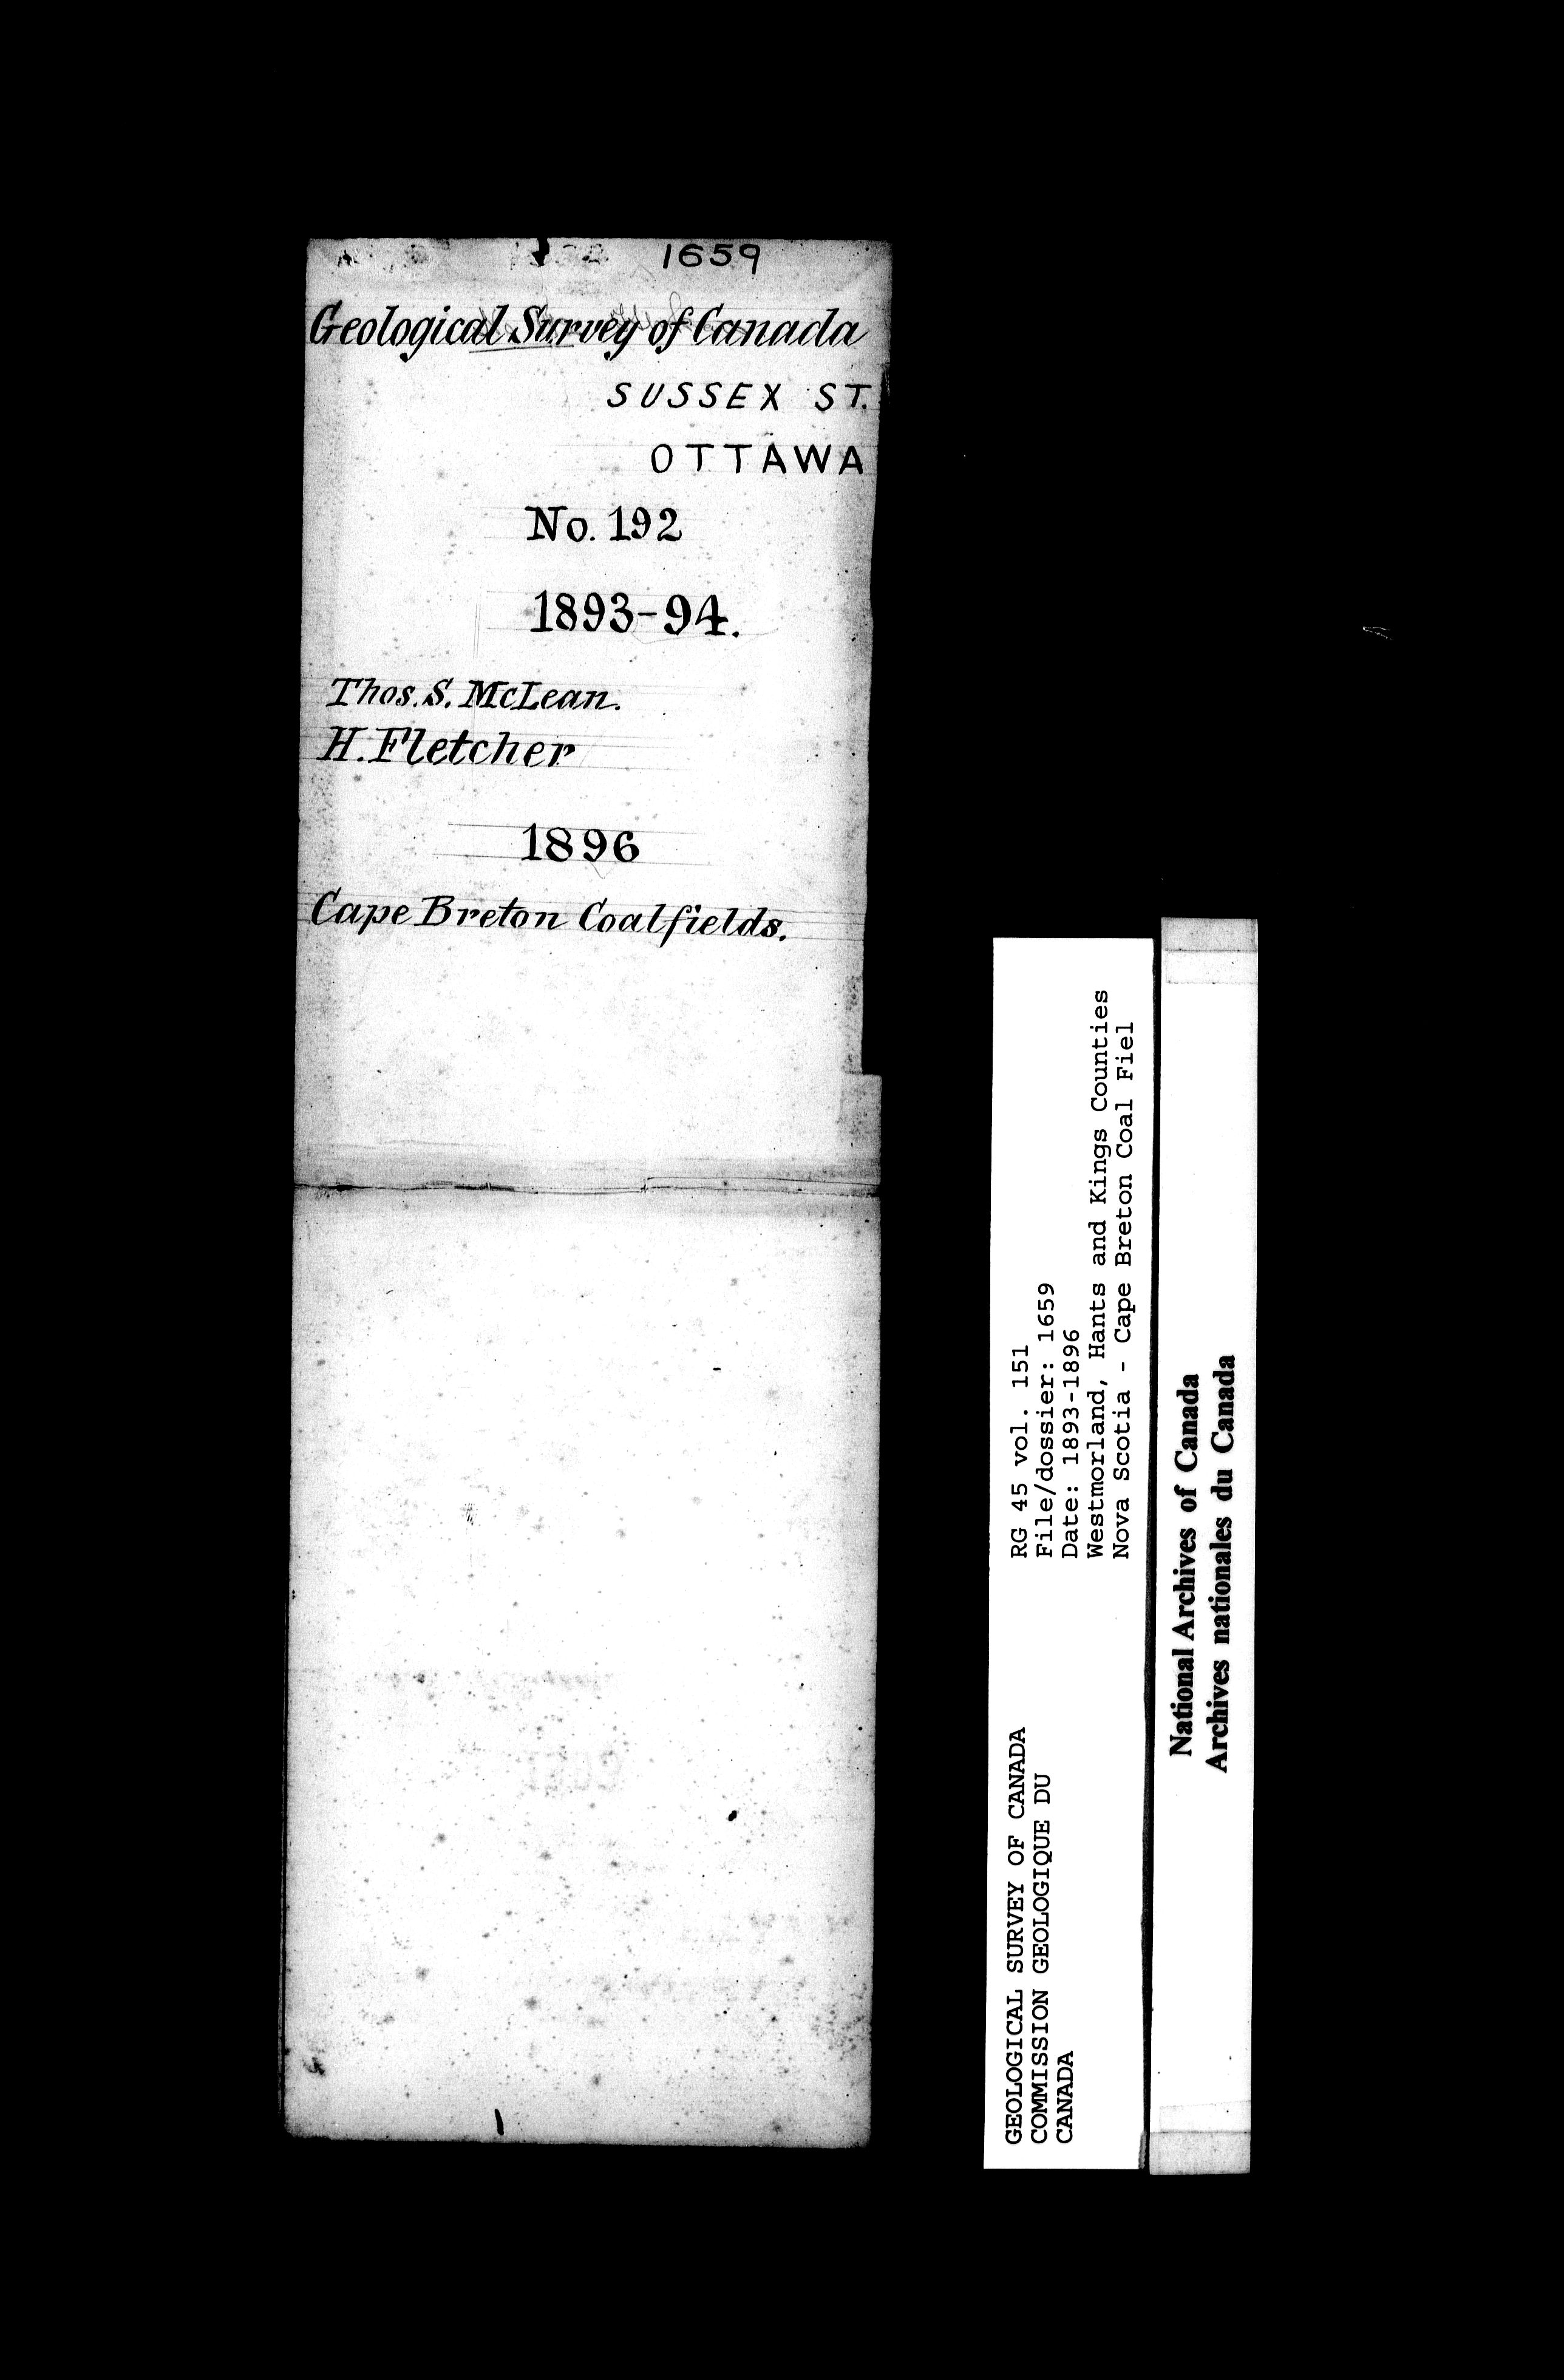 1659
Geological Survey of Canada
SUSSEX ST.
OTTAWA
No. 192
1893-94.
Thos. S. McLean.
H. Fletcher
1896
Cape Breton Coalfields.
GEOLOGICAL SURVEY OF CANADA
COMMISSION GEOLOGIQUE DU
CANADA
RG 45 vol. 151
File/dossier: 1659
Date: 1893-1896
Westmorland, Hants and Kings Counties
Nova Scotia - Cape Breton Coal Fiel
National Archives of Canada
Archives nationales du Canada